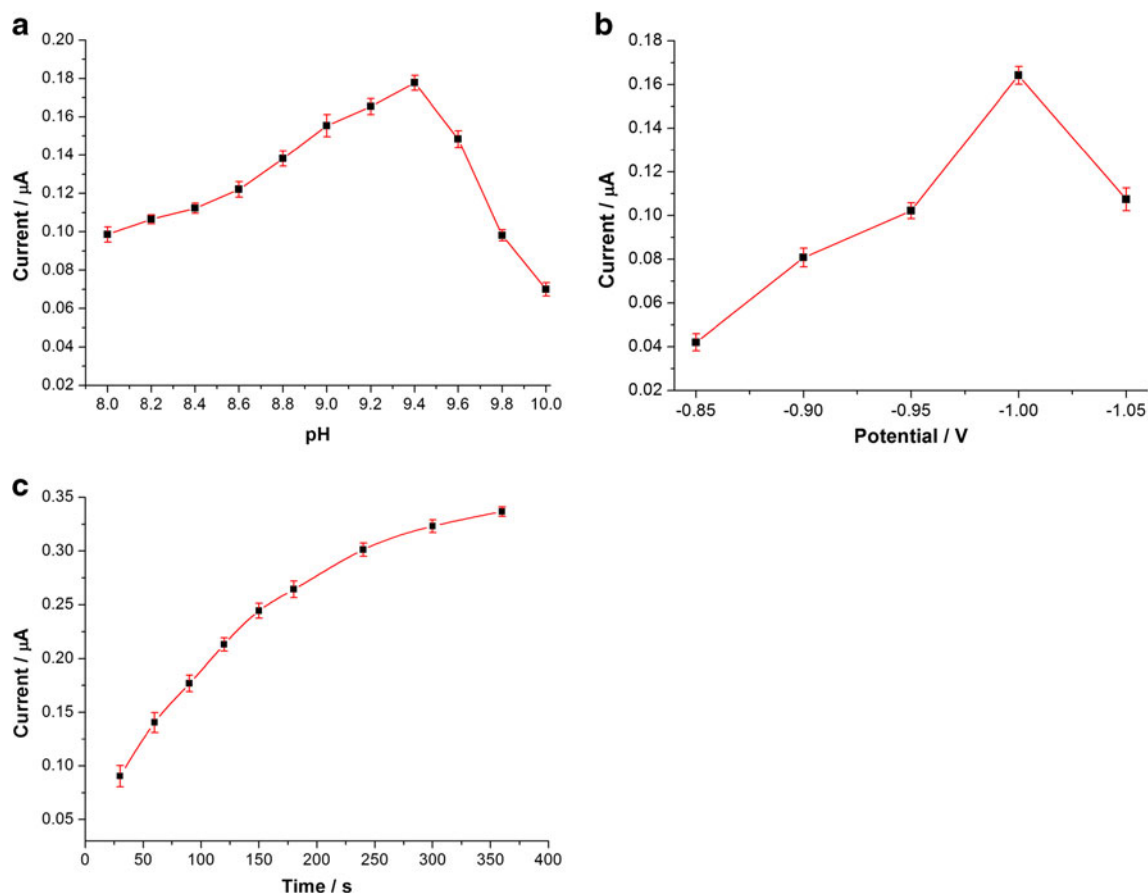 a
0.20
0.18
0.16
0.14
0.12
0.10
0.08
0.06
0.04
0.02
Current / μA
8.0 8.2 8.4 8.6 8.8 9.0 9.2 9.4 9.6 9.8 10.0
pH
b
0.18
0.16
0.14
0.12
0.10
0.08
0.06
0.04
0.02
Current / μA
-0.85 -0.90 -0.95 -1.00 -1.05
Potential / V
c
0.35
0.30
0.25
0.20
0.15
0.10
0.05
Current / μA
0 50 100 150 200 250 300 350 400
Time / s